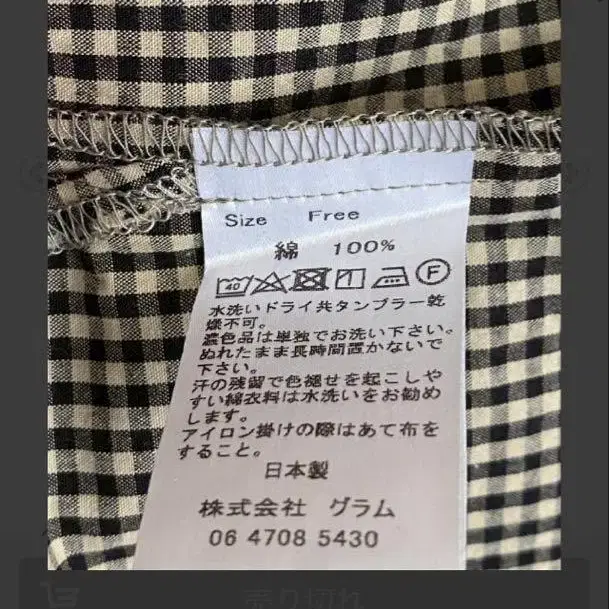 Size Free
綿 100%
40 F
水洗いドライ共タンブラー乾
燥不可。
濃色品は単独でお洗い下さい。
ぬれたまま長時間置かないで
下さい。
汗の残留で色褪せを起こしや
すい綿衣料は水洗いをお勧め
します。
アイロン掛けの際はあて布を
すること。
日本製
株式会社 グラム
06 4708 5430
売り切れ